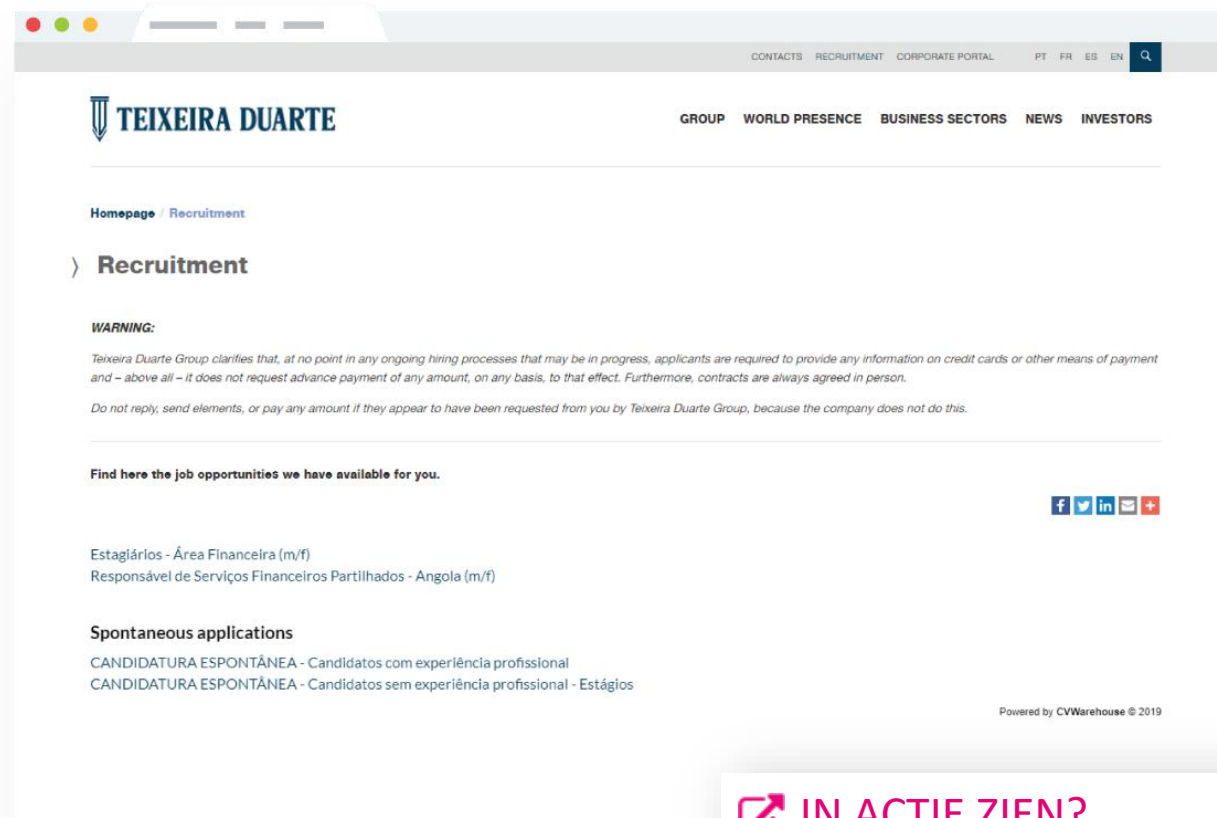 CONTACTS RECRUITMENT CORPORATE PORTAL PT FR ES EN
TEIXEIRA DUARTE
GROUP WORLD PRESENCE BUSINESS SECTORS NEWS INVESTORS
Homepage / Recruitment
Recruitment
WARNING:
Teixeira Duarte Group clarifies that, at no point in any ongoing hiring processes that may be in progress, applicants are required to provide any information on credit cards or other means of payment
and – above all – it does not request advance payment of any amount, on any basis, to that effect. Furthermore, contracts are always agreed in person.
Do not reply, send elements, or pay any amount if they appear to have been requested from you by Teixeira Duarte Group, because the company does not do this.
Find here the job opportunities we have available for you.
Estagiários - Área Financeira (m/f)
Responsável de Serviços Financeiros Partilhados - Angola (m/f)
Spontaneous applications
CANDIDATURA ESPONTÂNEA - Candidatos com experiência profissional
CANDIDATURA ESPONTÂNEA - Candidatos sem experiência profissional - Estágios
Powered by CVWarehouse © 2019
IN ACTIE ZIEN?